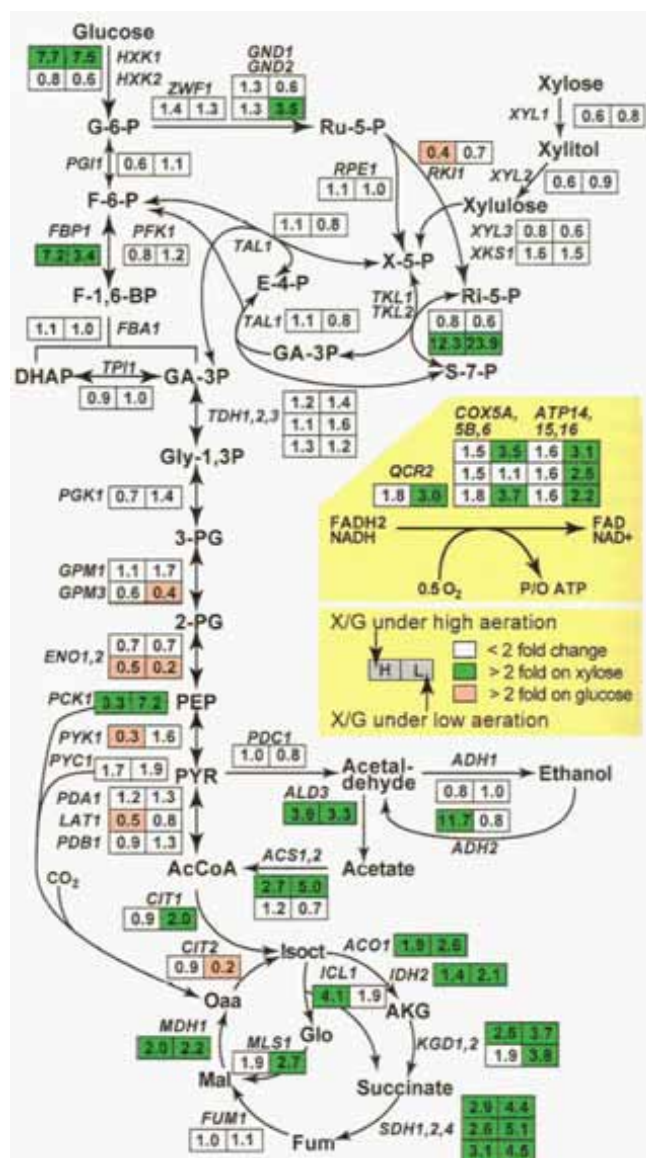 Glucose
7.7 7.5 HXK1
0.8 0.6 HXK2
GND1
GND2
ZWF1 1.3 0.6
1.4 1.3 1.3 3.5
G-6-P Ru-5-P
Xylose
XYL1 0.6 0.8
Xylitol
PGI1 0.6 1.1
RPE1
1.1 1.0
0.4 0.7
RKI1
XYL2 0.6 0.9
Xylulose
F-6-P
XYL3 0.8 0.6
XKS1 1.6 1.5
FBP1 PFK1
7.2 3.4 0.8 1.2
1.1 0.8
TAL1
X-5-P
E-4-P
F-1,6-BP
TKL1
TKL2
Ri-5-P
TAL1 1.1 0.8
0.8 0.6
12.3 23.9
1.1 1.0 FBA1
GA-3P
S-7-P
DHAP TPI1 GA-3P
0.9 1.0
TDH1,2,3 1.2 1.4
1.1 1.6
1.3 1.2
Gly-1,3P
COX5A, ATP14,
5B,6 15,16
1.5 3.5 1.6 3.1
QCR2 1.5 1.1 1.6
1.8 3.0 1.8 3.7 1.6 2.2
PGK1 0.7 1.4
FADH2 FAD
NADH NAD+
3-PG
0.5 O2 P/O ATP
GPM1 1.1 1.7
GPM3 0.6 0.4
2-PG
X/G under high aeration
H L
< 2 fold change
> 2 fold on xylose
> 2 fold on glucose
X/G under low aeration
ENO1,2 0.7 0.7
0.5 0.2
PCK1 3.3 7.2 PEP
PYK1 0.3 1.6
PYC1 1.7 1.9 PYR
PDC1
1.0 0.8
Acetal-
dehyde
ADH1
0.8 1.0
Ethanol
PDA1 1.2 1.3
LAT1 0.5 0.8
PDB1 0.9 1.3
ALD3
3.3
11.7 0.8
ADH2
AcCoA ACS1,2 Acetate
2.7 5.0
1.2 0.7
CO2
CIT1
0.9 2.0
CIT2
0.9 0.2
Isoct ACO1 1.9 2.6
ICL1 IDH2 1.4 2.1
4.1 1.9
Oaa AKG
Glo
MDH1
2.0 2.2
MLS1
1.9 2.7
KGD1,2 3.7
1.9 3.8
Mal
Succinate
FUM1
1.0 1.1
Fum
SDH1,2,4 2.9 4.4
2.6 5.1
3.1 4.5